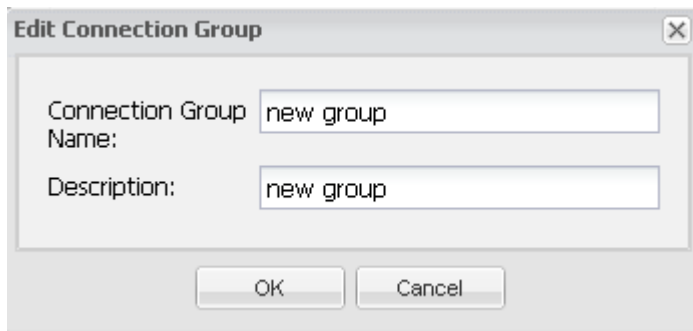 Edit Connection Group
Connection Group
Name:
new group
Description:
new group
OK
Cancel